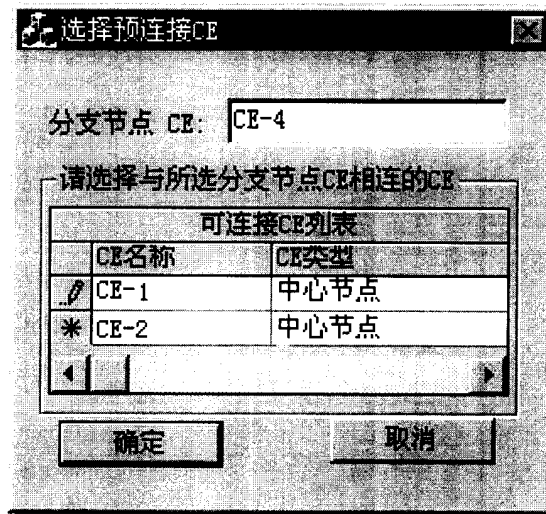 选择预连接CE
分支节点 CE: CE-4
请选择与所选分支节点CE相连的CE
可连接CE列表
CE名称 CE类型
CE-1 中心节点
CE-2 中心节点
确定 取消